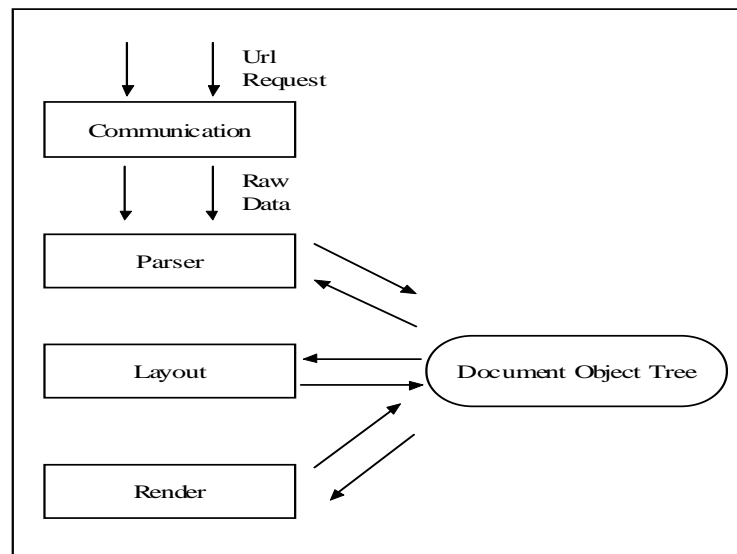 Url
Request
Communication
Raw
Data
Parser
Layout
Document Object Tree
Render